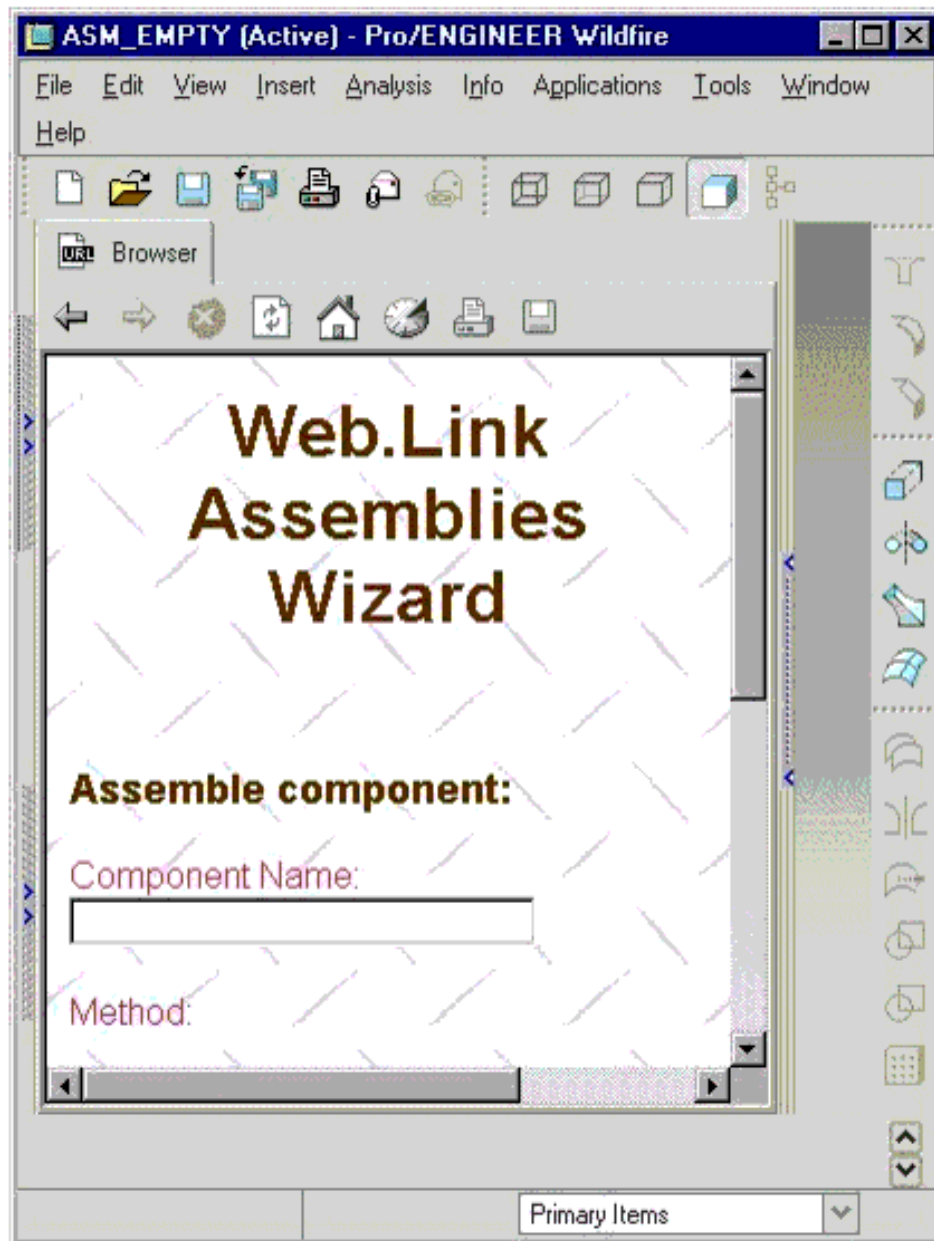 ASM_EMPTY (Active) - Pro/ENGINEER Wildfire
File Edit View Insert Analysis Info Applications Tools Window
Help
URL Browser
Web.Link
Assemblies
Wizard
Assemble component:
Component Name:
Method:
Primary Items